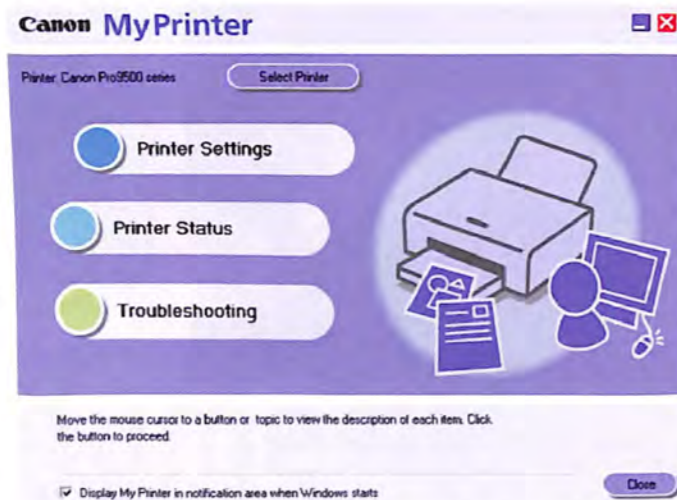 Canon MyPrinter
Printer: Canon Pro9500 series
Select Printer
Printer Settings
Printer Status
Troubleshooting
Move the mouse cursor to a button or topic to view the description of each item. Click
the button to proceed.
Display My Printer in notification area when Windows starts
Close